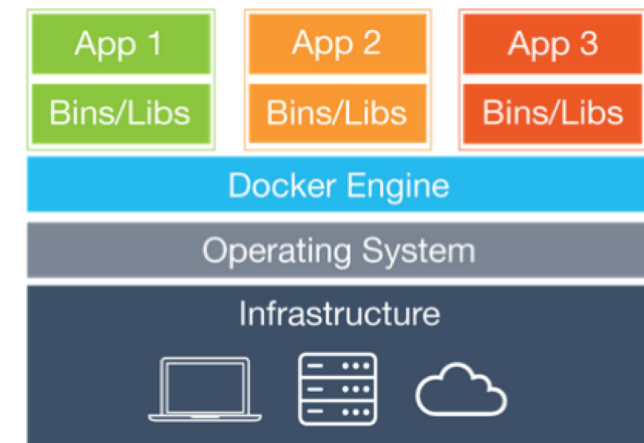 App 1
App 2
App 3
Bins/Libs
Bins/Libs
Bins/Libs
Docker Engine
Operating System
Infrastructure